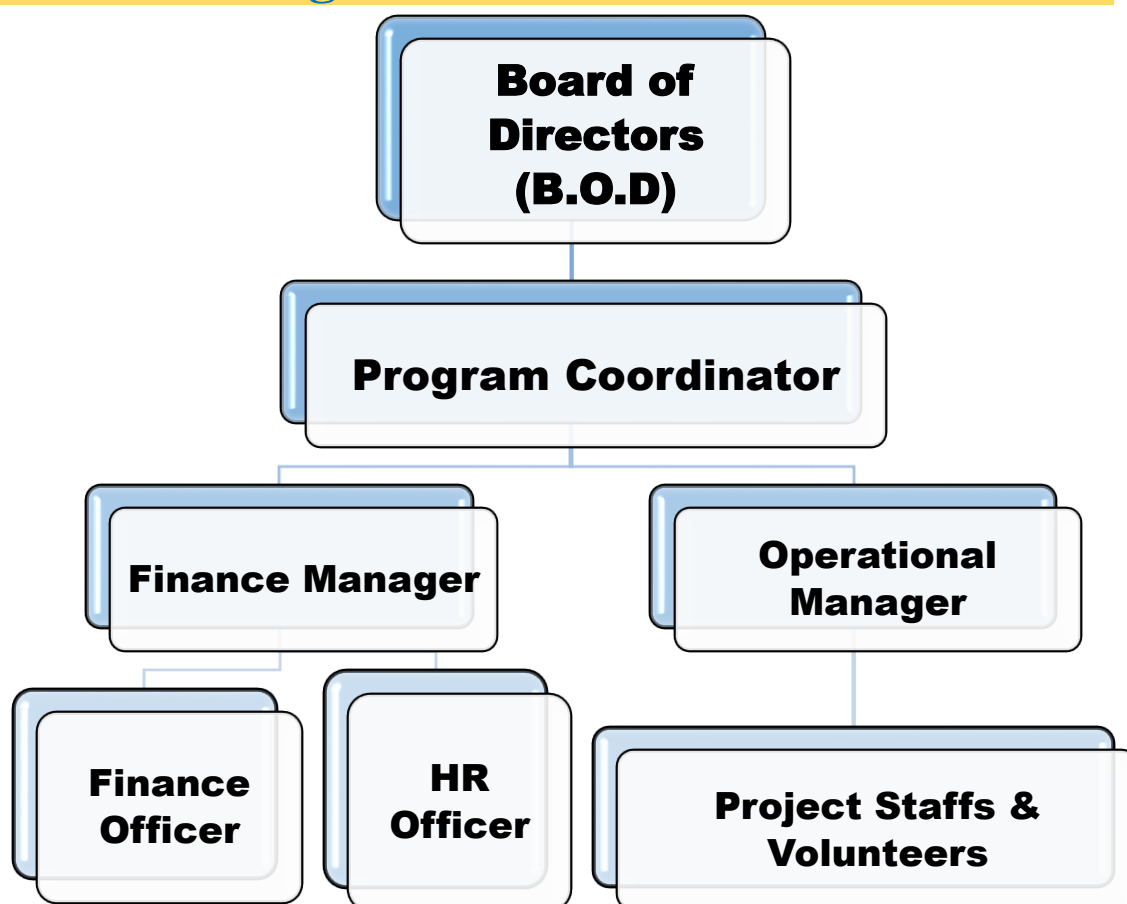 Board of
Directors
(B.O.D)
Program Coordinator
Finance Manager
Operational
Manager
Finance
Officer
HR
Officer
Project Staffs &
Volunteers